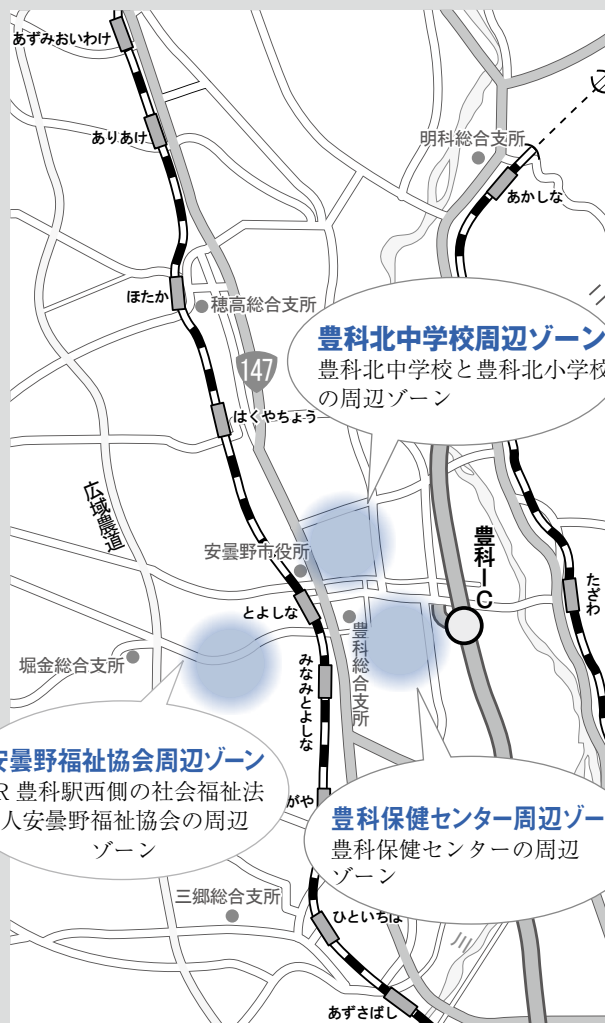 あずみおいわけ
ありあけ
明科総合支所
あかしな
ほたか
穂高総合支所
豊科北中学校周辺ゾーン
豊科北中学校と豊科北小学校
の周辺ゾーン
147
はくやちょう
広域農道
安曇野市役所
豊科IC
たざわ
とよしな
豊科総合支所
堀金総合支所
みなみとよしな
安曇野福祉協会周辺ゾーン
R 豊科駅西側の社会福祉法
人安曇野福祉協会の周辺
ゾーン
がや
豊科保健センター周辺ゾー
豊科保健センターの周辺
ゾーン
三郷総合支所
ひといちば
川
あずさばし